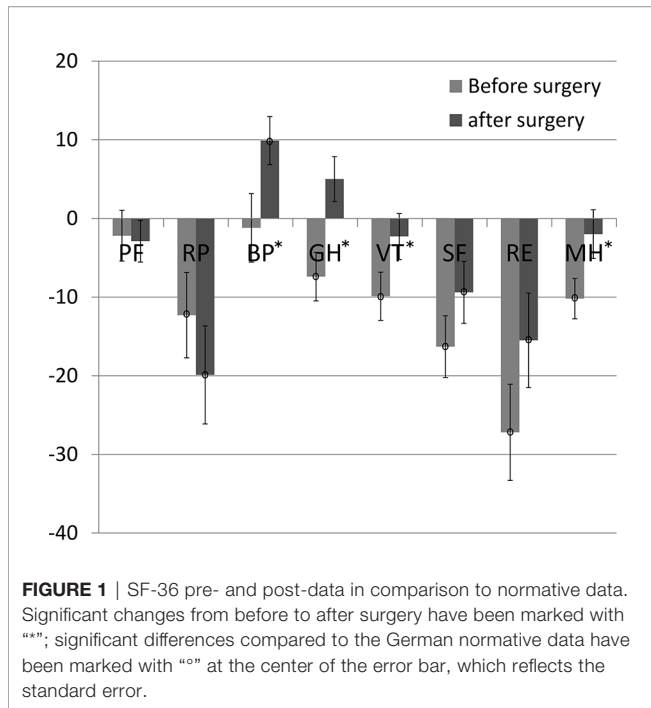 20
Before surgery
after surgery
10
0
PF RP BP* GH* VT* SF RE MH*
-10
-20
-30
-40
FIGURE 1 | SF-36 pre- and post-data in comparison to normative data.
Significant changes from before to after surgery have been marked with
“*”; significant differences compared to the German normative data have
been marked with “°” at the center of the error bar, which reflects the
standard error.